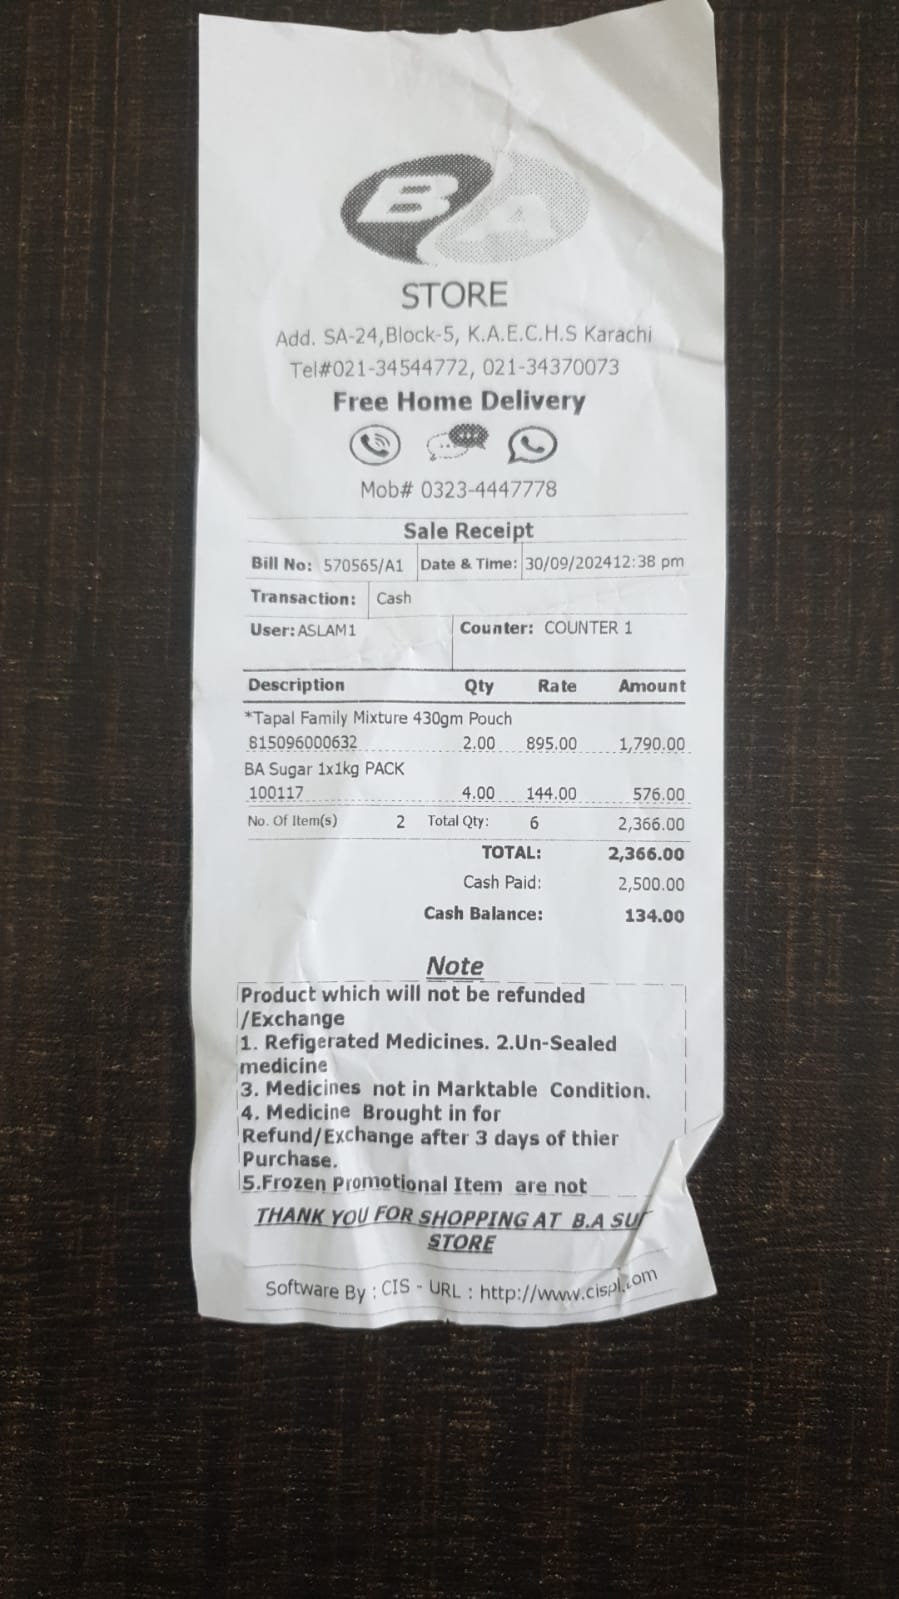 BA
STORE
Add. SA-24,Block-5, K.A.E.C.H.S Karachi
Tel#021-34544772, 021-34370073
Free Home Delivery
Mob# 0323-4447778
Sale Receipt
Bill No: 570565/A1 Date & Time: 30/09/202412:38 pm
Transaction: Cash
User: ASLAM1 Counter: COUNTER 1
Description Qty Rate Amount
*Tapal Family Mixture 430gm Pouch
815096000632 2.00 895.00 1,790.00
BA Sugar 1x1kg PACK
100117 4.00 144.00 576.00
No. Of Item(s) 2 Total Qty: 6 2,366.00
TOTAL: 2,366.00
Cash Paid: 2,500.00
Cash Balance: 134.00
Note
Product which will not be refunded
/Exchange
1. Refigerated Medicines. 2.Un-Sealed
medicine
3. Medicines not in Marktable Condition.
4. Medicine Brought in for
Refund/Exchange after 3 days of thier
Purchase.
5.Frozen Promotional Item are not
THANK YOU FOR SHOPPING AT B.A
STORE
Software By : CIS - URL : http://www.cispl.com